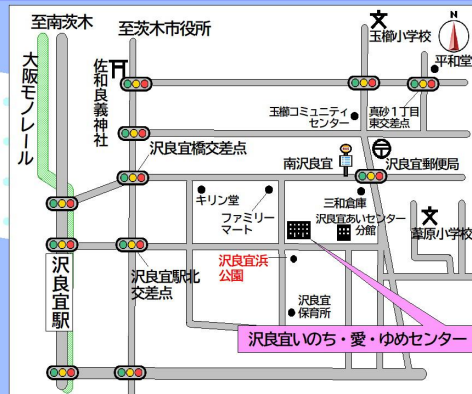 至南茨木
至茨木市役所
大阪モノレール
佐和良義神社
玉櫛小学校
N
平和堂
玉櫛コミュニティ
センター
真砂1丁目
東交差点
沢良宜橋交差点
南沢良宜
沢良宜郵便局
キリン堂
ファミリー
マート
三和倉庫
沢良宜あいセンター
分館
葦原小学校
沢良宜駅
沢良宜駅北
交差点
沢良宜浜
公園
沢良宜
保育所
沢良宜いのち・愛・ゆめセンター